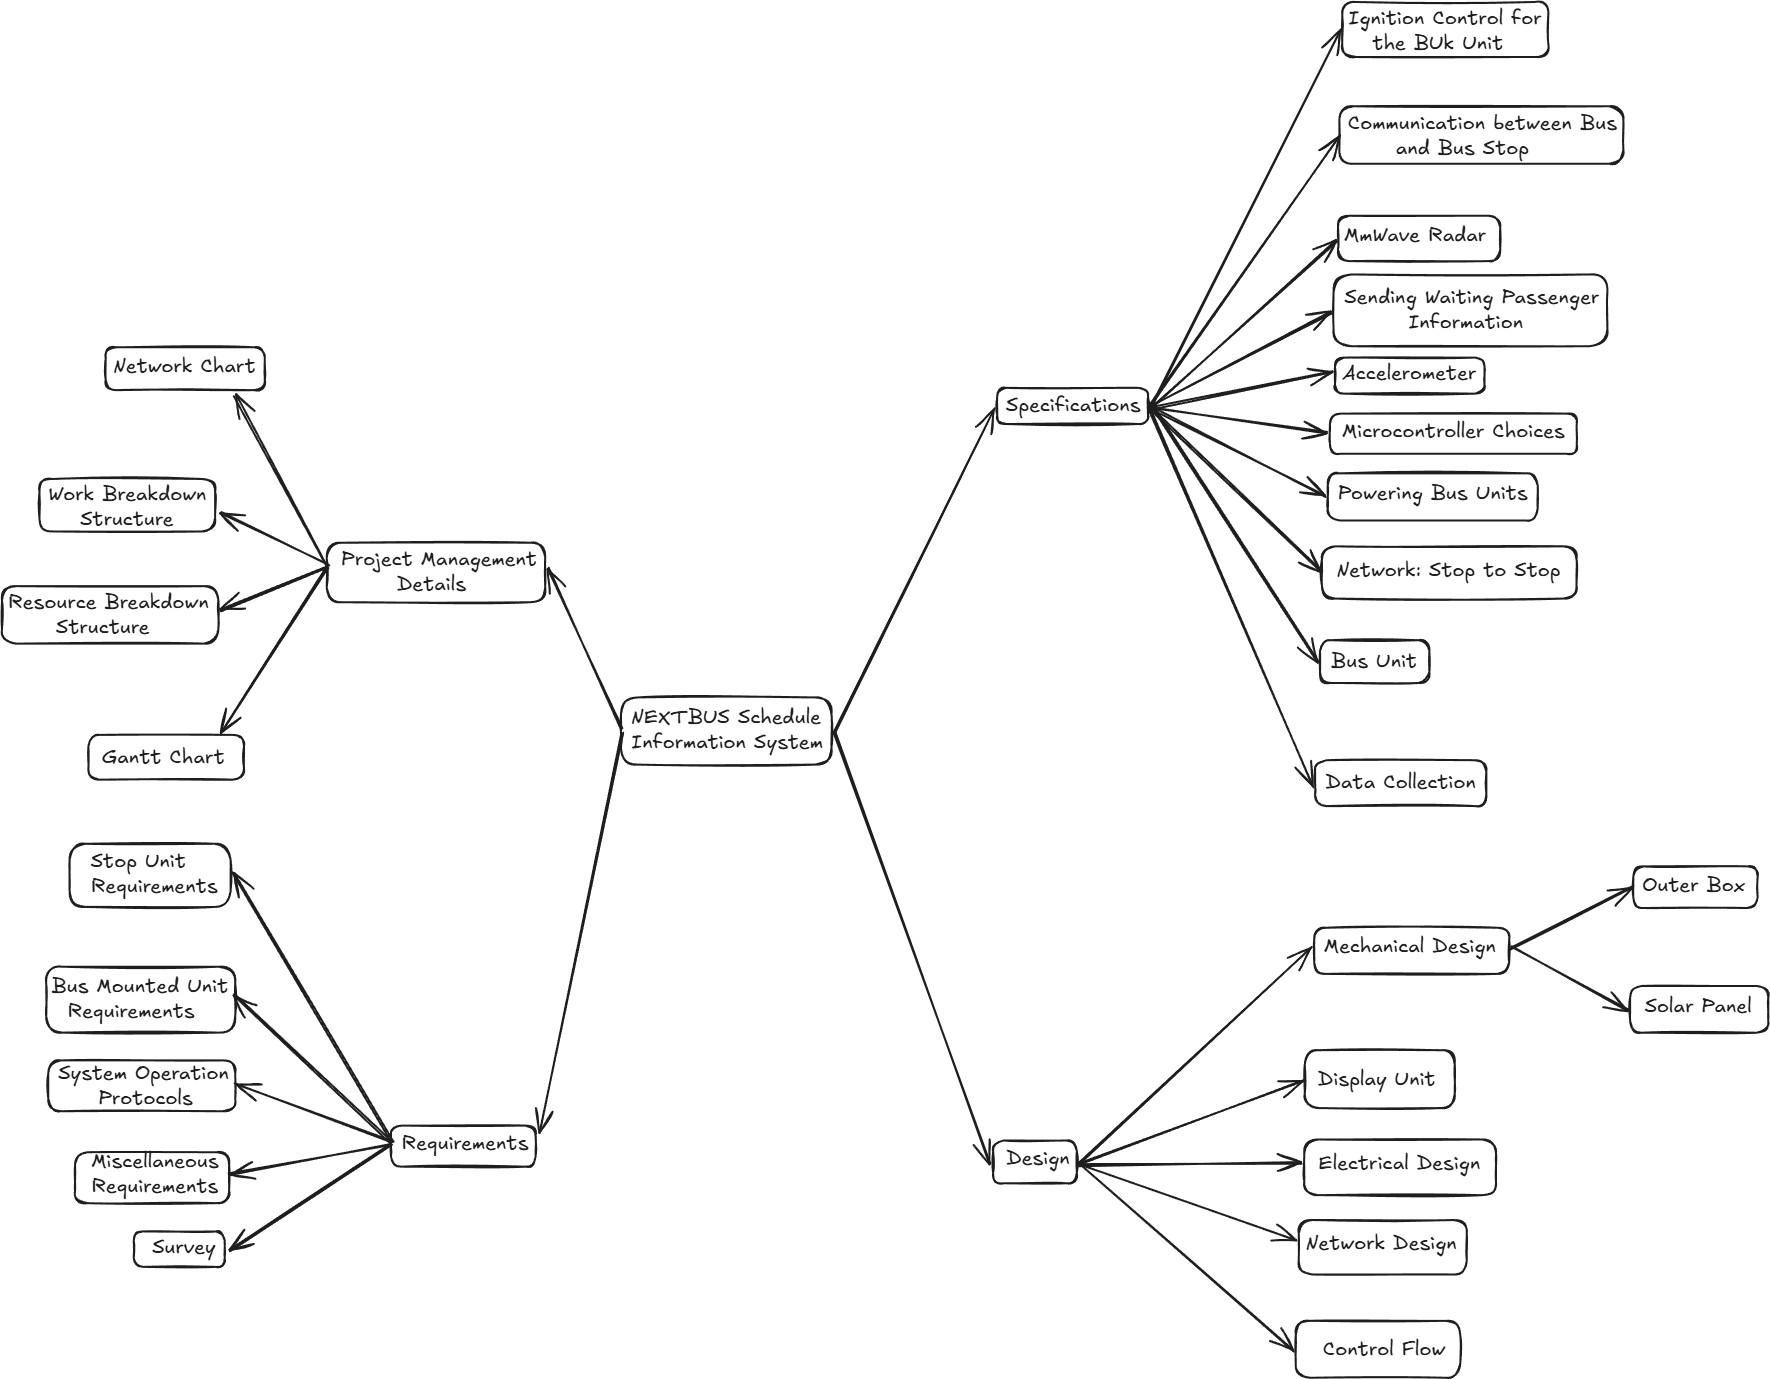 NEXTBUS Schedule
Information System
Project Management
Details
Network Chart
Work Breakdown
Structure
Resource Breakdown
Structure
Gantt Chart
Requirements
Stop Unit
Requirements
Bus Mounted Unit
Requirements
System Operation
Protocols
Miscellaneous
Requirements
Survey
Specifications
Ignition Control for
the BUk Unit
Communication between Bus
and Bus Stop
MmWave Radar
Sending Waiting Passenger
Information
Accelerometer
Microcontroller Choices
Powering Bus Units
Network: Stop to Stop
Bus Unit
Data Collection
Design
Mechanical Design
Outer Box
Solar Panel
Display Unit
Electrical Design
Network Design
Control Flow